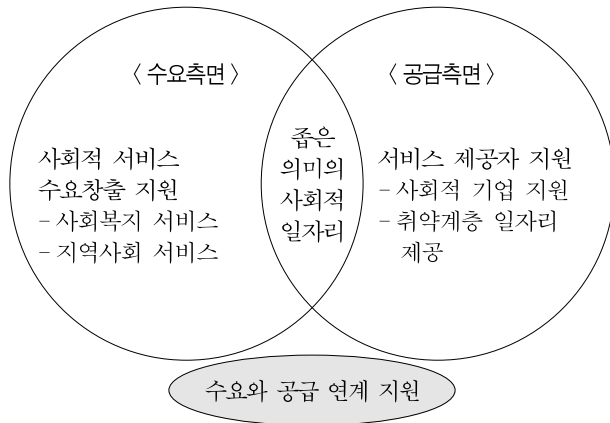 〈 수요측면 〉
사회적 서비스
수요창출 지원
- 사회복지 서비스
- 지역사회 서비스
좁은
의미의
사회적
일자리
〈 공급측면 〉
서비스 제공자 지원
- 사회적 기업 지원
- 취약계층 일자리
제공
수요와 공급 연계 지원